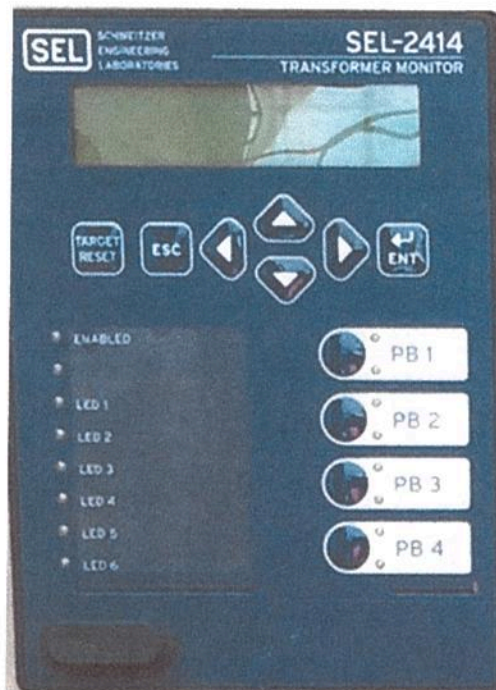 SEL
SCHWEITZER
ENGINEERING
LABORATORIES
SEL-2414
TRANSFORMER MONITOR
TARGET
RESET
ESC
ENT
ENABLED
LED 1
LED 2
LED 3
LED 4
LED 5
LED 6
PB 1
PB 2
PB 3
PB 4